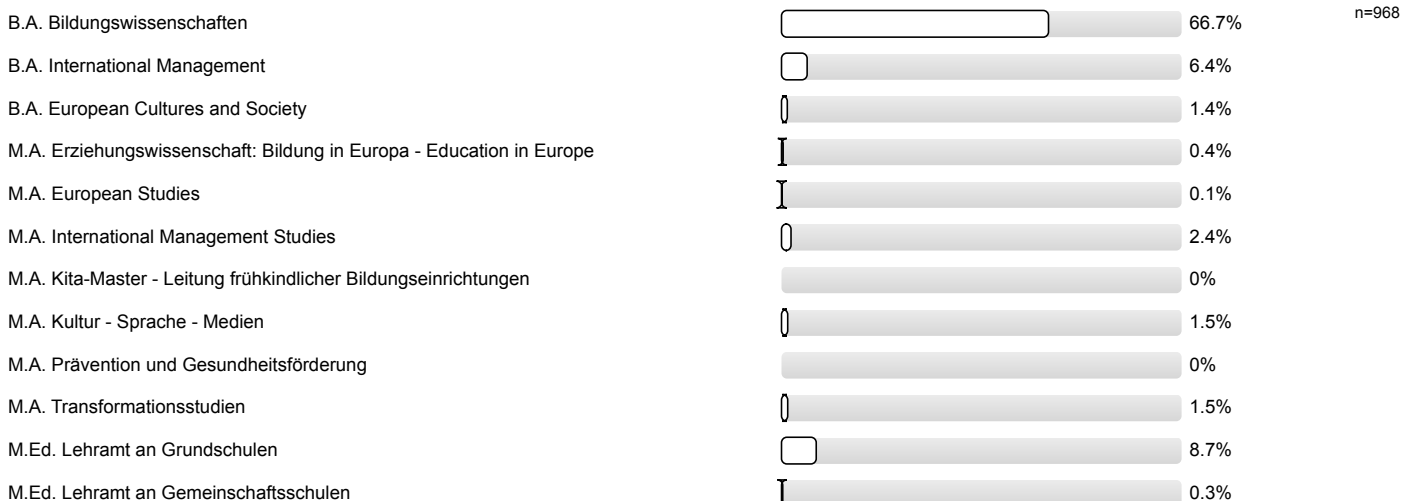 B.A. Bildungswissenschaften 66.7% n=968
B.A. International Management 6.4%
B.A. European Cultures and Society 1.4%
M.A. Erziehungswissenschaft: Bildung in Europa - Education in Europe 0.4%
M.A. European Studies 0.1%
M.A. International Management Studies 2.4%
M.A. Kita-Master - Leitung frühkindlicher Bildungseinrichtungen 0%
M.A. Kultur - Sprache - Medien 1.5%
M.A. Prävention und Gesundheitsförderung 0%
M.A. Transformationsstudien 1.5%
M.Ed. Lehramt an Grundschulen 8.7%
M.Ed. Lehramt an Gemeinschaftsschulen 0.3%